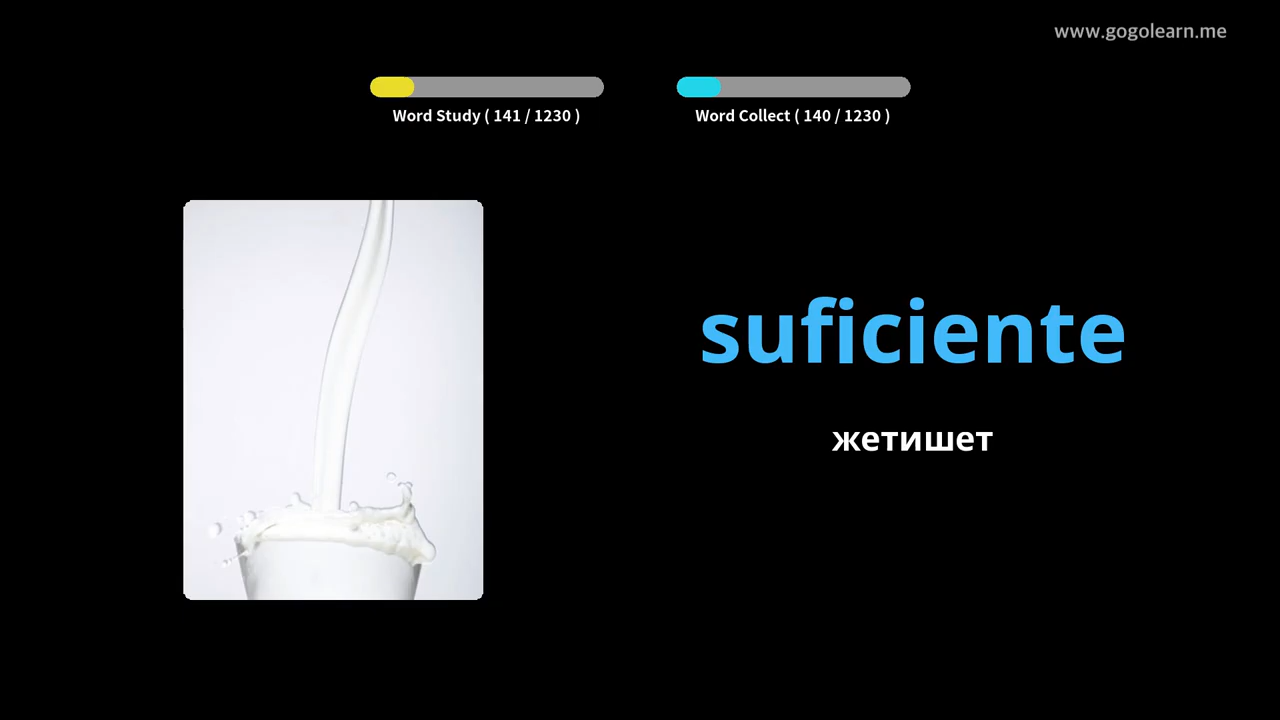 www.gogolearn.me
Word Study ( 141 / 1230 )
Word Collect ( 140 / 1230 )
suficiente
жетишет